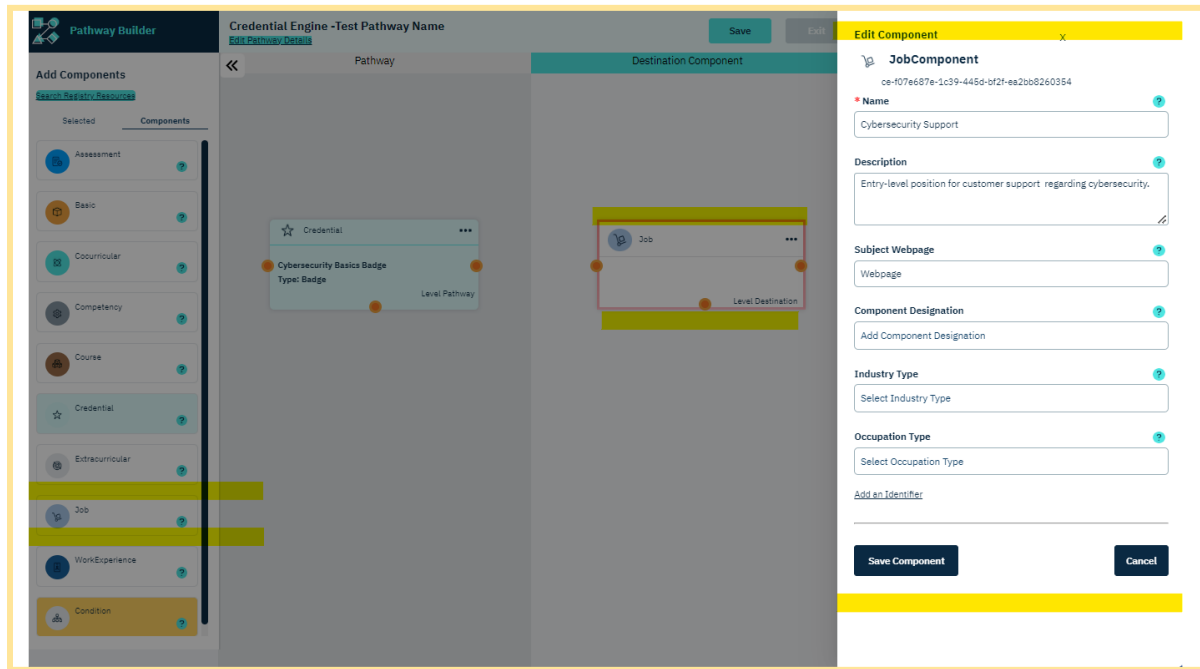 Pathway Builder
Credential Engine -Test Pathway Name
Edit Pathway Details
Save
Exit
Add Components
Search Registry Resources
Selected
Components
Assessment
?
Basic
?
Cocurricular
?
Competency
?
Course
?
Credential
?
Extracurricular
?
Job
?
WorkExperience
?
Condition
?
Pathway
Destination Component
Credential
Cybersecurity Basics Badge
Type: Badge
Level Pathway
Job
Level Destination
Edit Component
X
JobComponent
ce-f07e687e-1c39-445d-bf2f-ea2bb8260354
* Name
?
Cybersecurity Support
Description
?
Entry-level position for customer support regarding cybersecurity.
Subject Webpage
?
Webpage
Component Designation
?
Add Component Designation
Industry Type
?
Select Industry Type
Occupation Type
?
Select Occupation Type
Add an Identifier
Save Component
Cancel